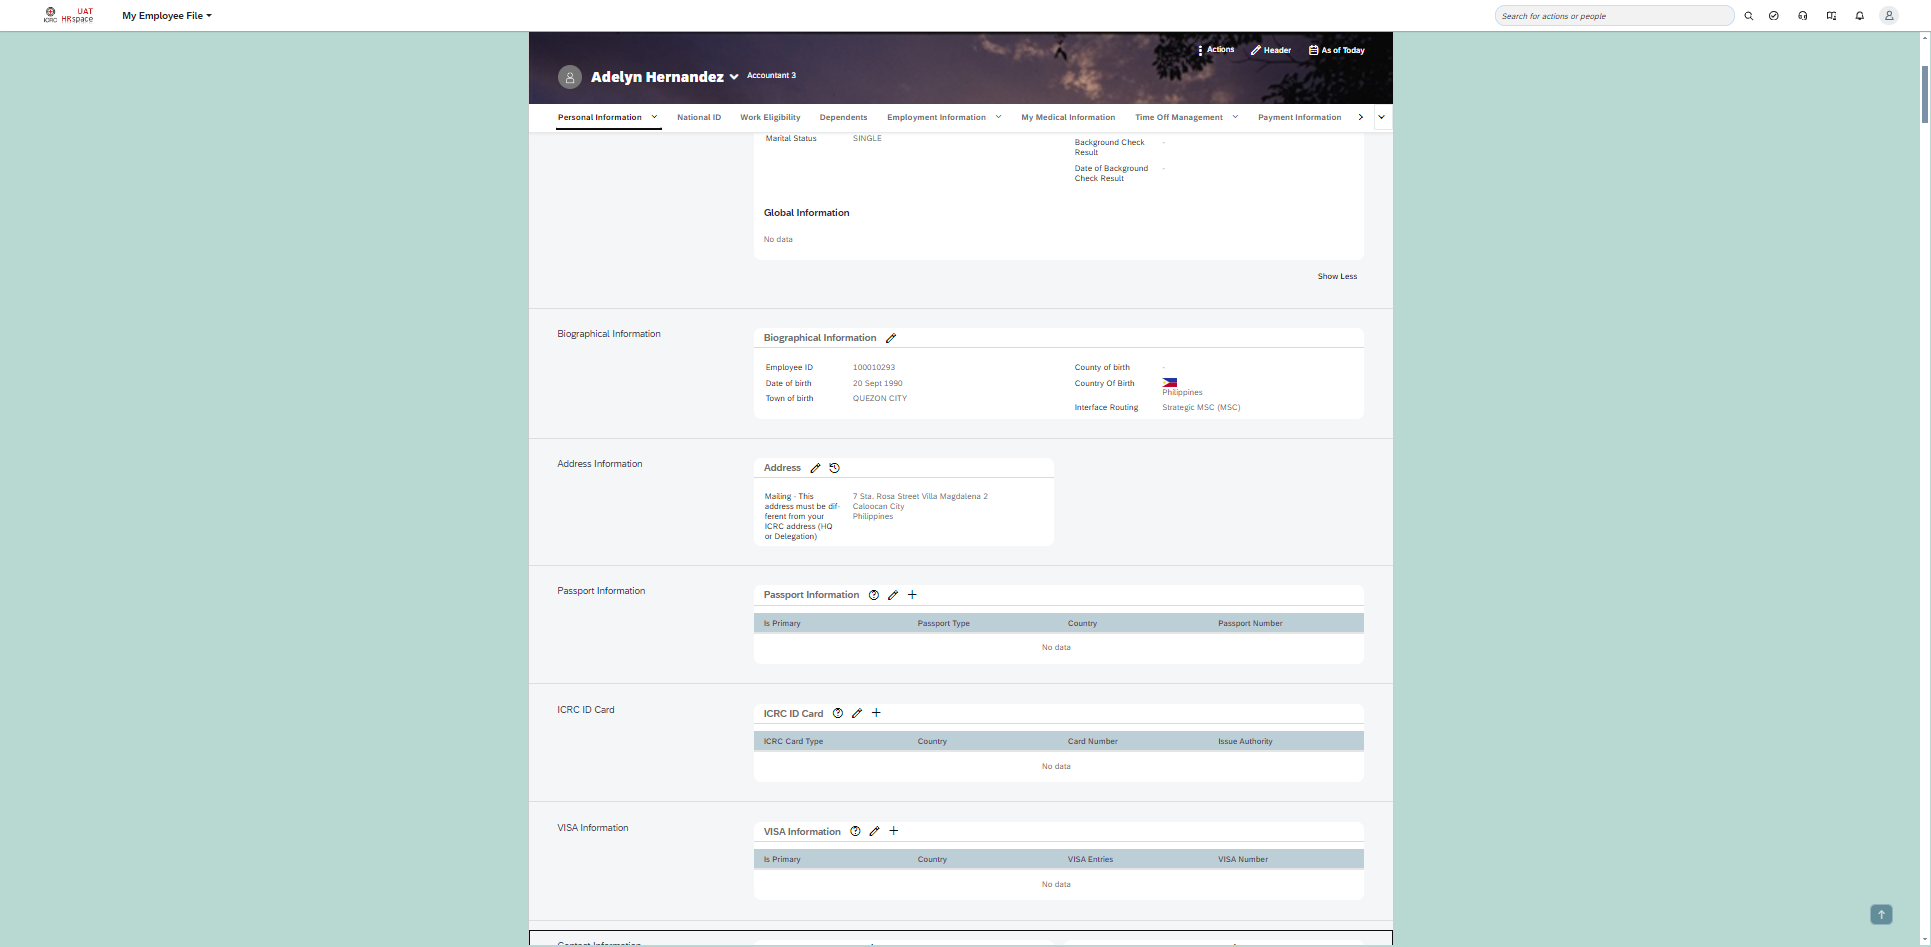 ICRC
UAT
HRspace
My Employee File
Search for actions or people
Actions
Header
As of Today
Adelyn Hernandez
Accountant 3
Personal Information
National ID
Work Eligibility
Dependents
Employment Information
My Medical Information
Time Off Management
Payment Information
Marital Status
SINGLE
Background Check
Result
-
Date of Background
Check Result
-
Global Information
No data
Show Less
Biographical Information
Biographical Information
Employee ID
100010293
Date of birth
20 Sept 1990
Town of birth
QUEZON CITY
County of birth
-
Country Of Birth
Philippines
Interface Routing
Strategic MSC (MSC)
Address Information
Address
Mailing - This
address must be dif-
ferent from your
ICRC address (HQ
or Delegation)
7 Sta. Rosa Street Villa Magdalena 2
Caloocan City
Philippines
Passport Information
Passport Information
Is Primary
Passport Type
Country
Passport Number
No data
ICRC ID Card
ICRC ID Card
ICRC Card Type
Country
Card Number
Issue Authority
No data
VISA Information
VISA Information
Is Primary
Country
VISA Entries
VISA Number
No data
Contact Information